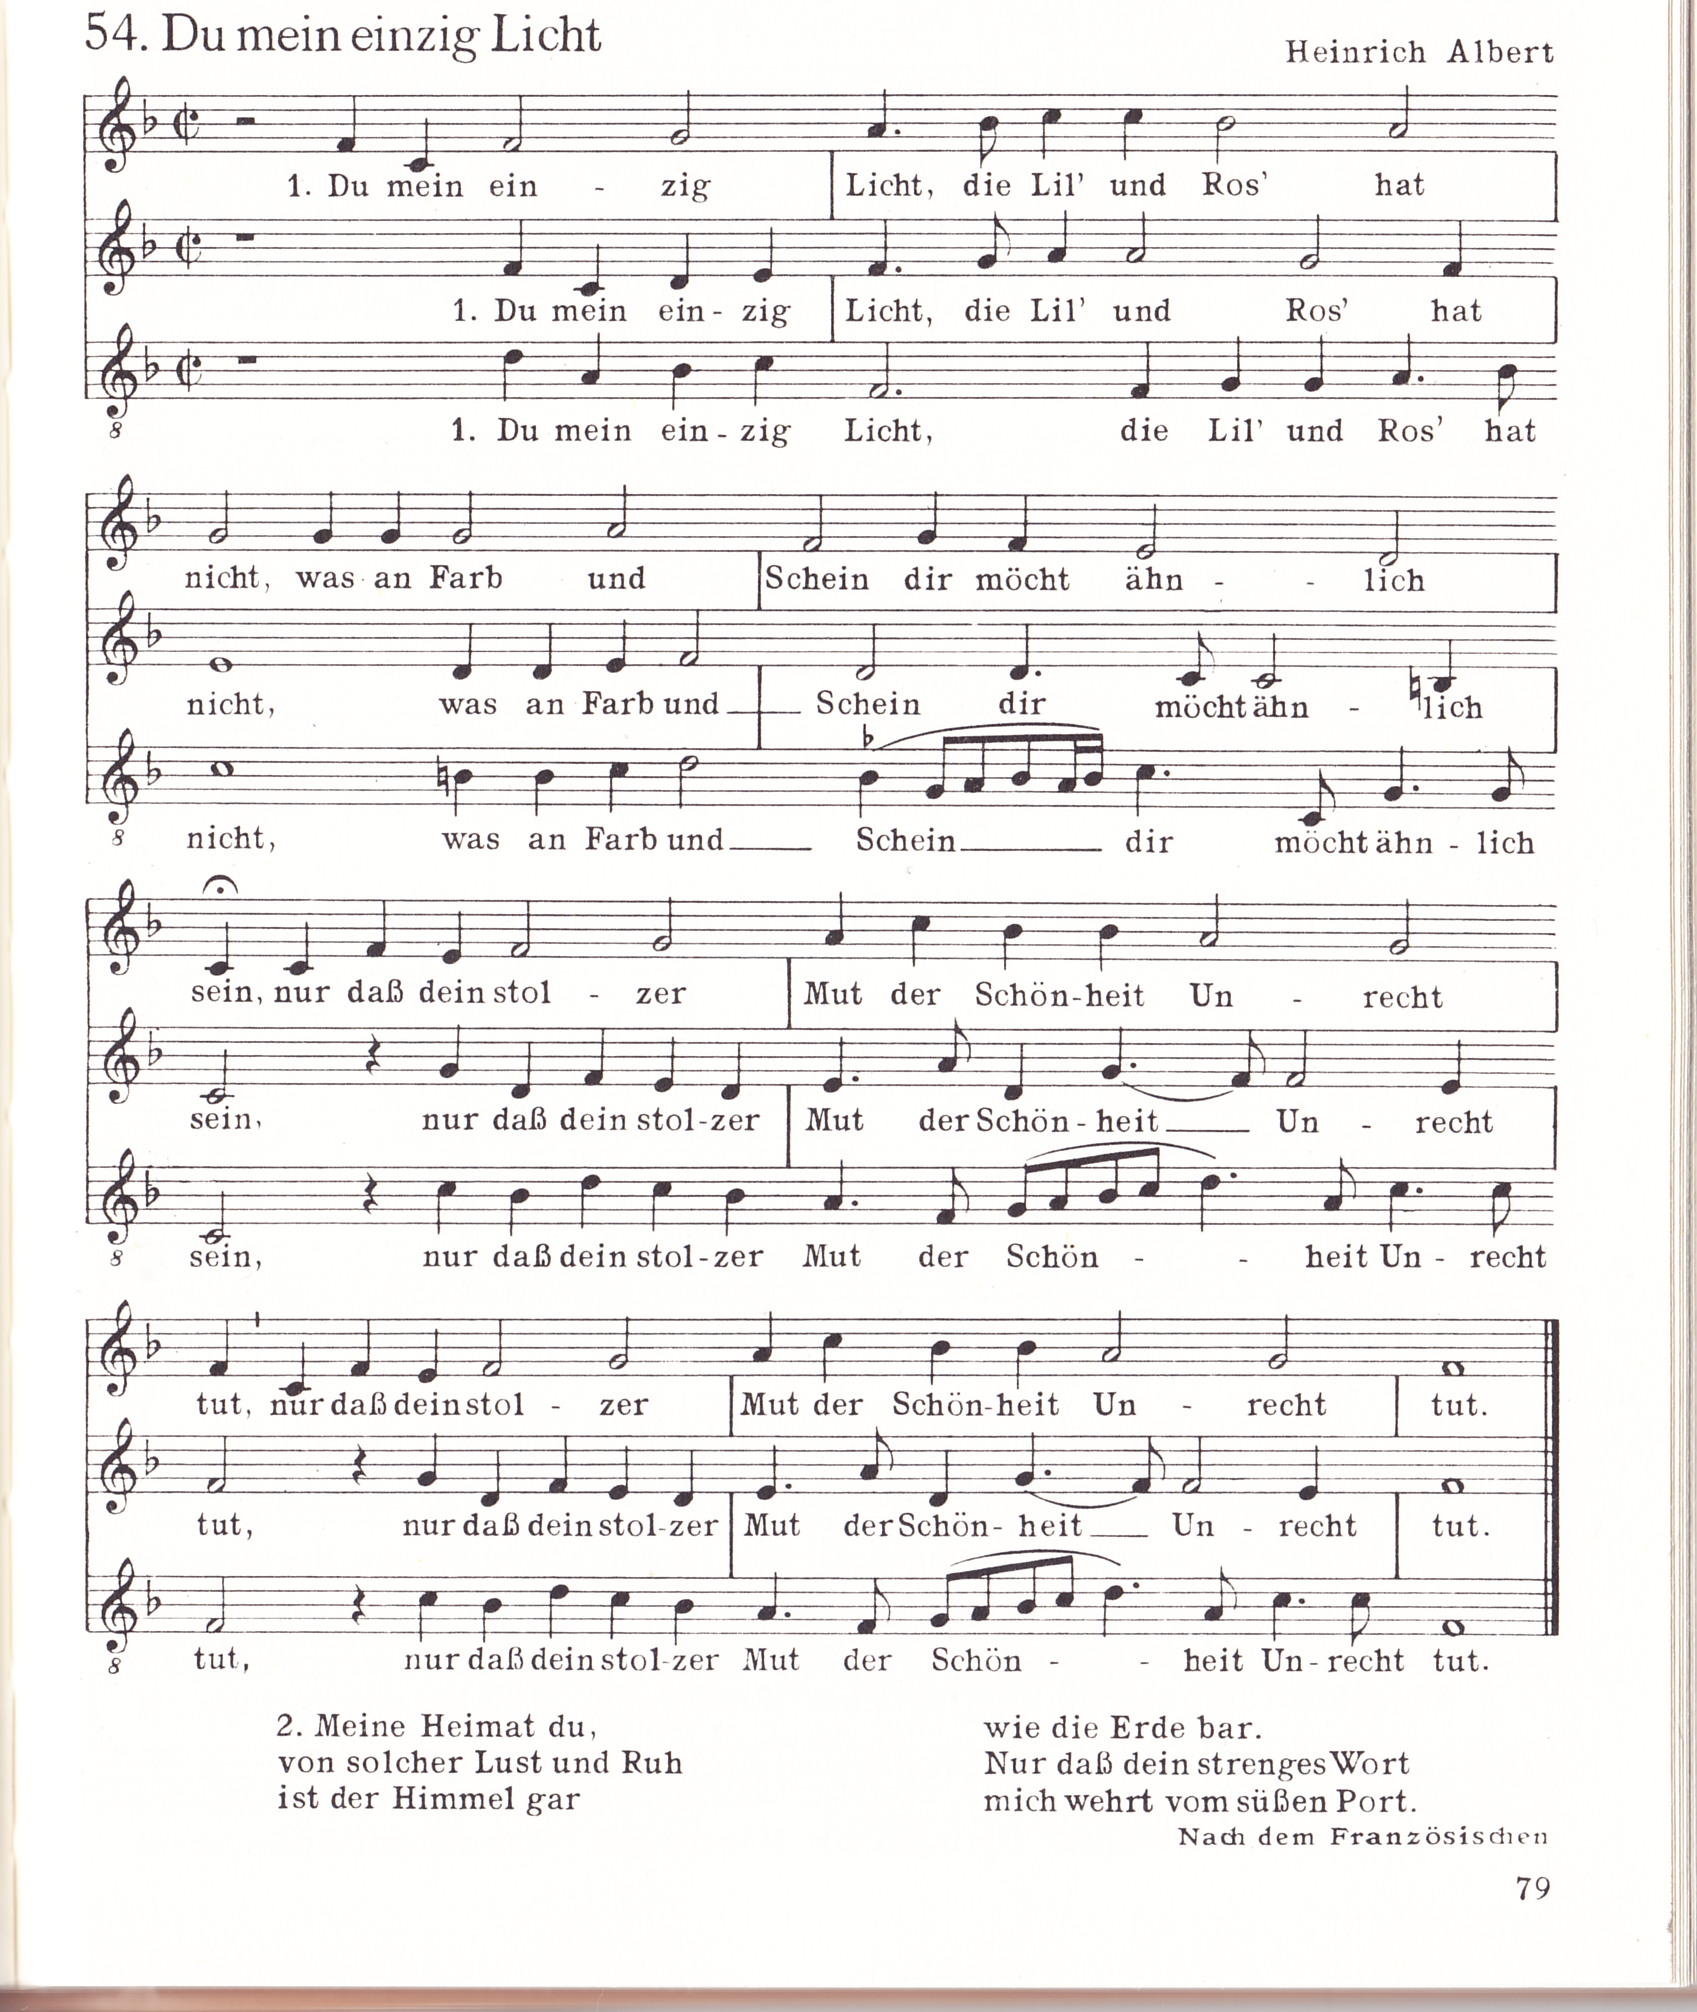 54. Du mein einzig Licht
Heinrich Albert
1. Du mein ein - zig Licht, die Lil' und Ros' hat
1. Du mein ein - zig Licht, die Lil' und Ros' hat
8
1. Du mein ein - zig Licht, die Lil' und Ros' hat
nicht, was an Farb und Schein dir möcht ähn - - lich
nicht, was an Farb und Schein dir möcht ähn - lich
8
nicht, was an Farb und Schein dir möcht ähn - lich
sein, nur daß dein stol - zer Mut der Schön-heit Un - recht
sein, nur daß dein stol-zer Mut der Schön-heit Un - recht
8
sein, nur daß dein stol-zer Mut der Schön - - heit Un - recht
tut, nur daß dein stol - zer Mut der Schön-heit Un - recht tut.
tut, nur daß dein stol-zer Mut der Schön-heit Un - recht tut.
8
tut, nur daß dein stol-zer Mut der Schön - - heit Un-recht tut.
2. Meine Heimat du,
von solcher Lust und Ruh
ist der Himmel gar
wie die Erde bar.
Nur daß dein strenges Wort
mich wehrt vom süßen Port.
Nach dem Französischen
79